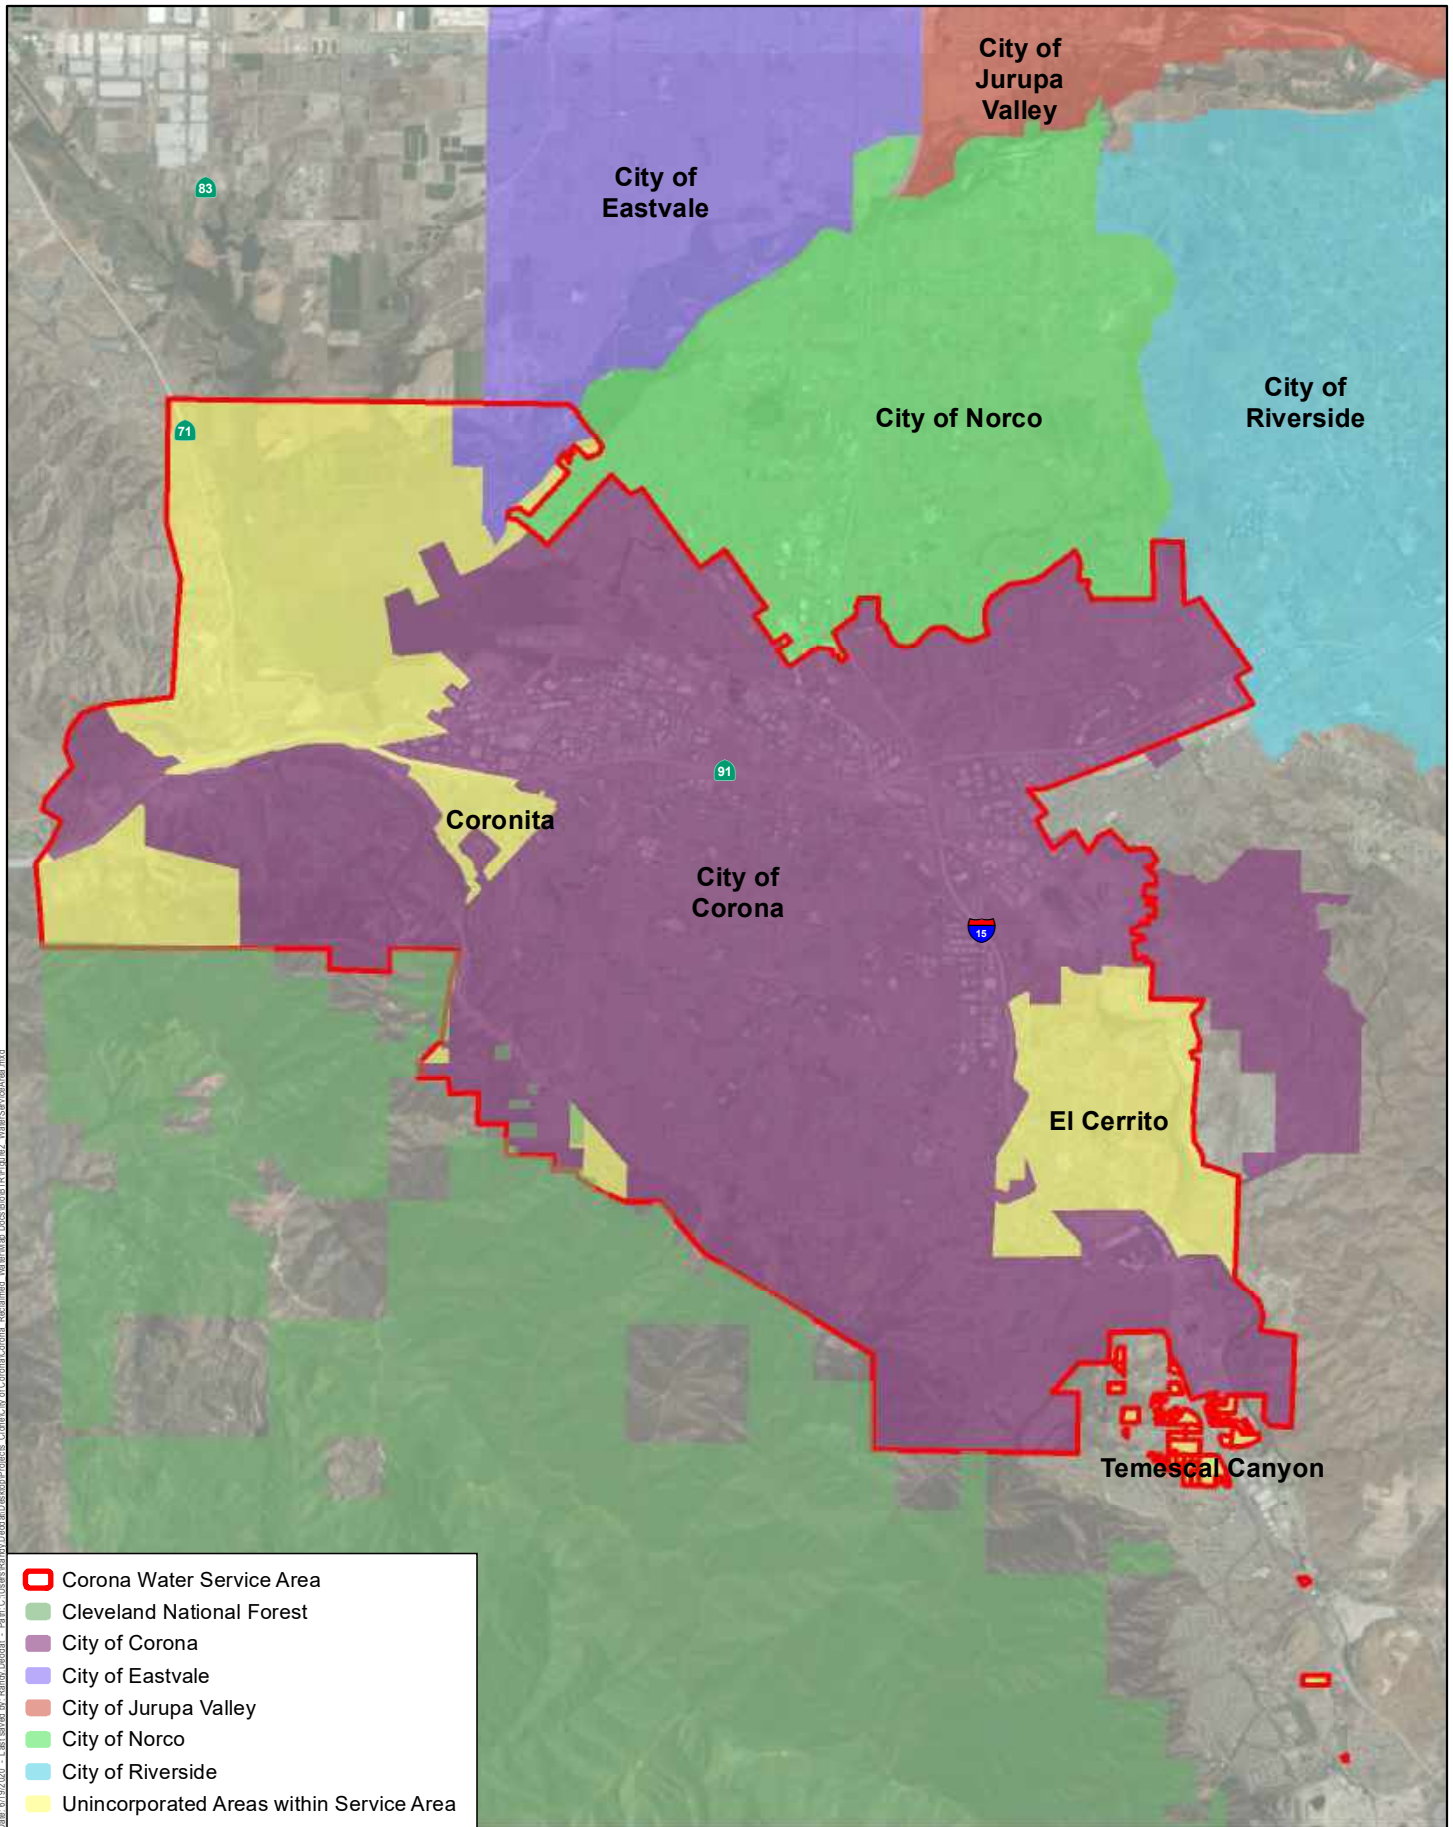 City of
Jurupa
Valley
City of
Eastvale
83
City of
Riverside
City of Norco
71
91
Coronita
City of
Corona
15
El Cerrito
Temescal Canyon
Corona Water Service Area
Cleveland National Forest
City of Corona
City of Eastvale
City of Jurupa Valley
City of Norco
City of Riverside
Unincorporated Areas within Service Area